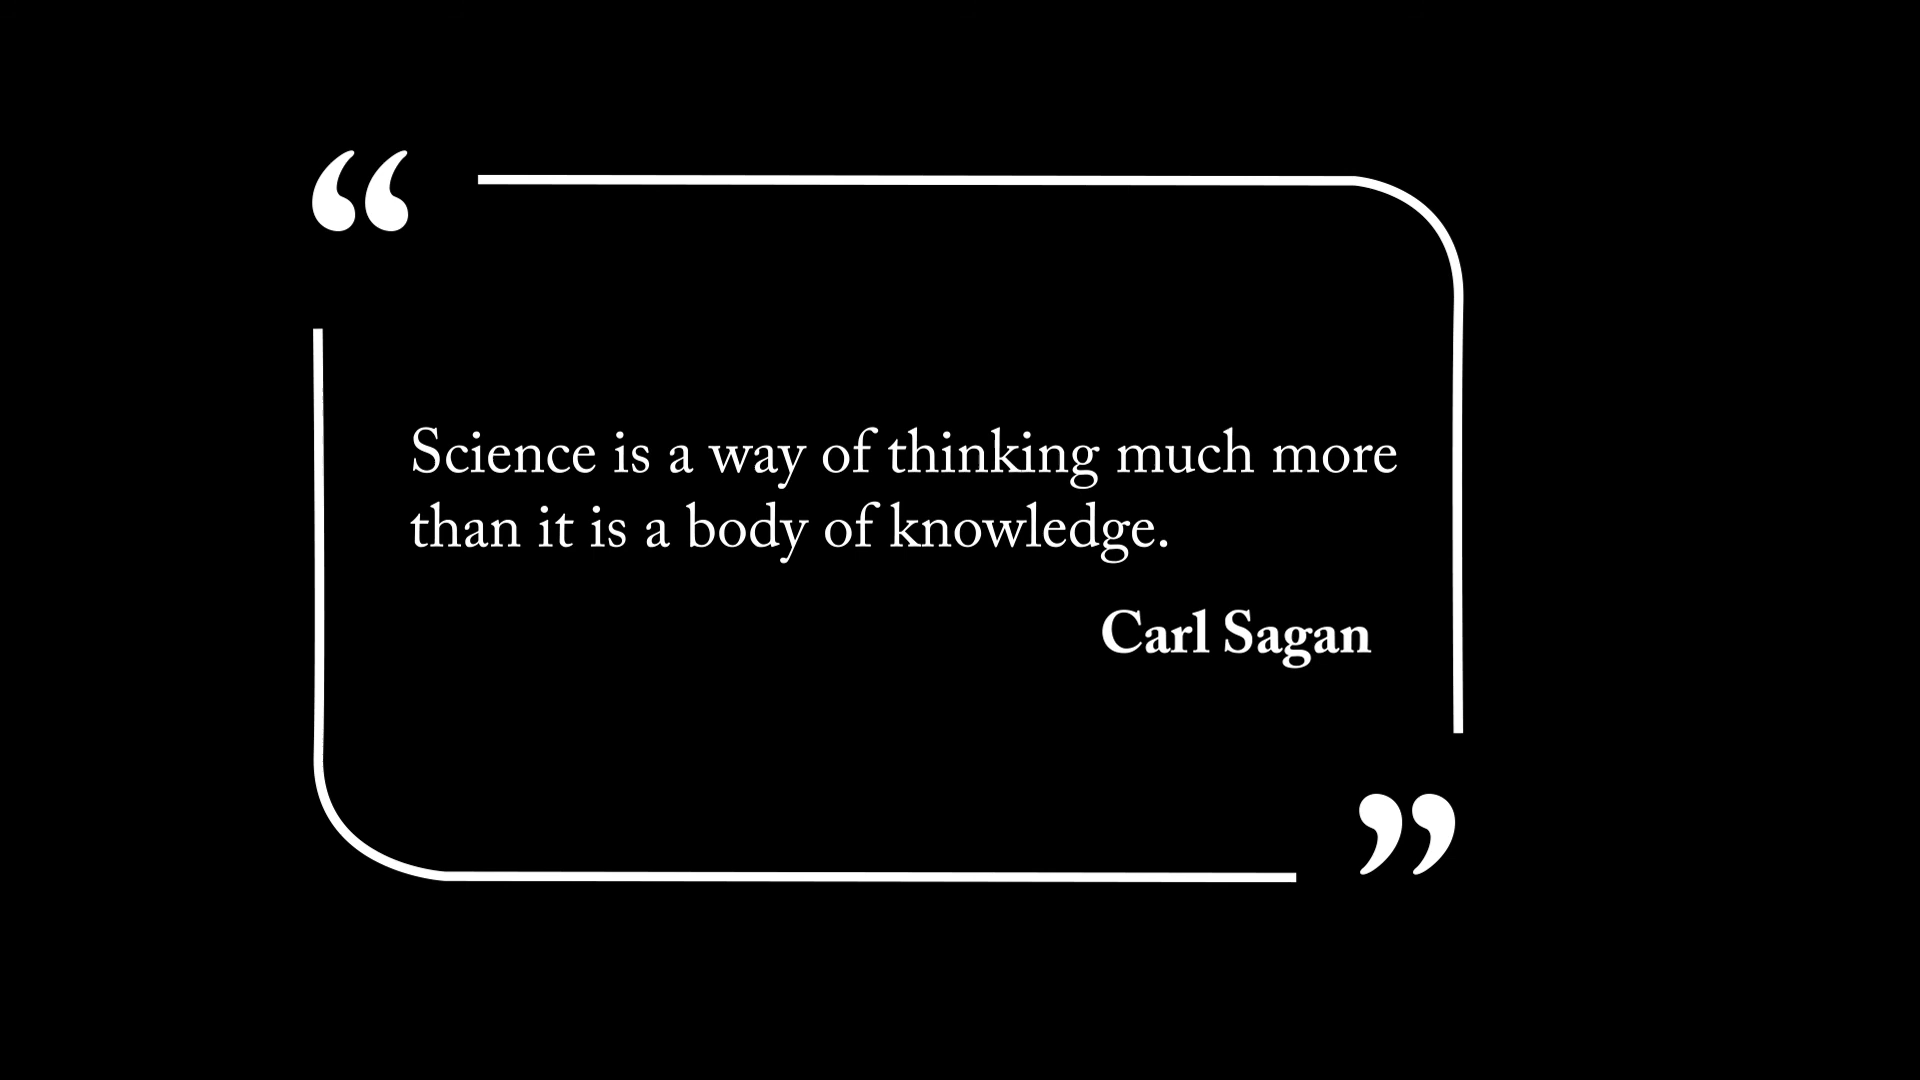 “
Science is a way of thinking much more
than it is a body of knowledge.
Carl Sagan
”